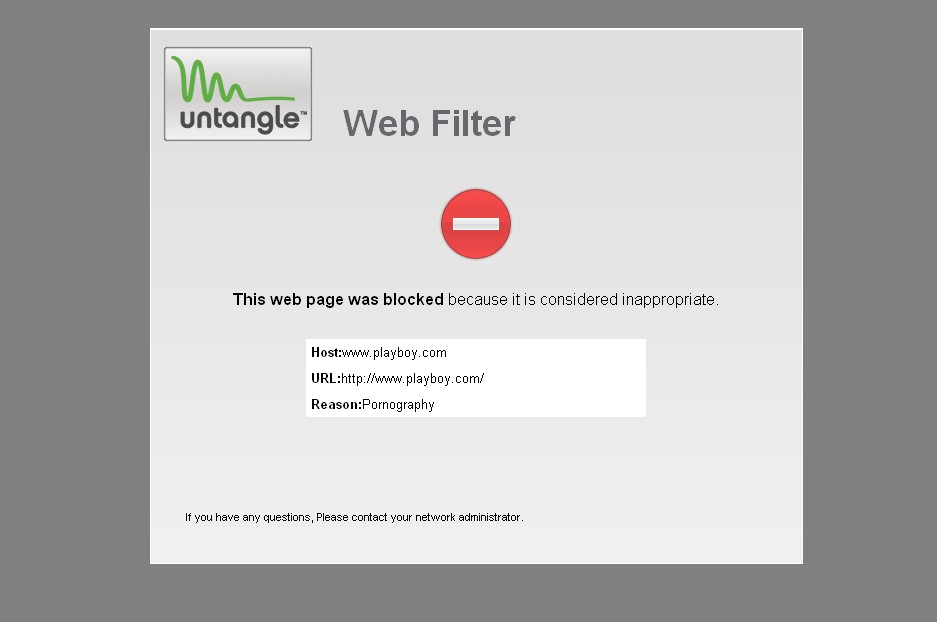 untangle™
Web Filter
This web page was blocked because it is considered inappropriate.
Host:www.playboy.com
URL:http://www.playboy.com/
Reason:Pornography
If you have any questions, Please contact your network administrator.